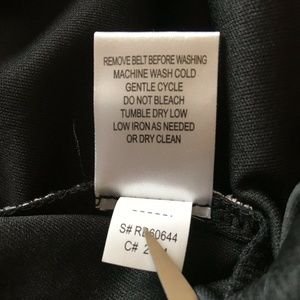 REMOVE BELT BEFORE WASHING
MACHINE WASH COLD
GENTLE CYCLE
DO NOT BLEACH
TUMBLE DRY LOW
LOW IRON AS NEEDED
OR DRY CLEAN
S#
C#